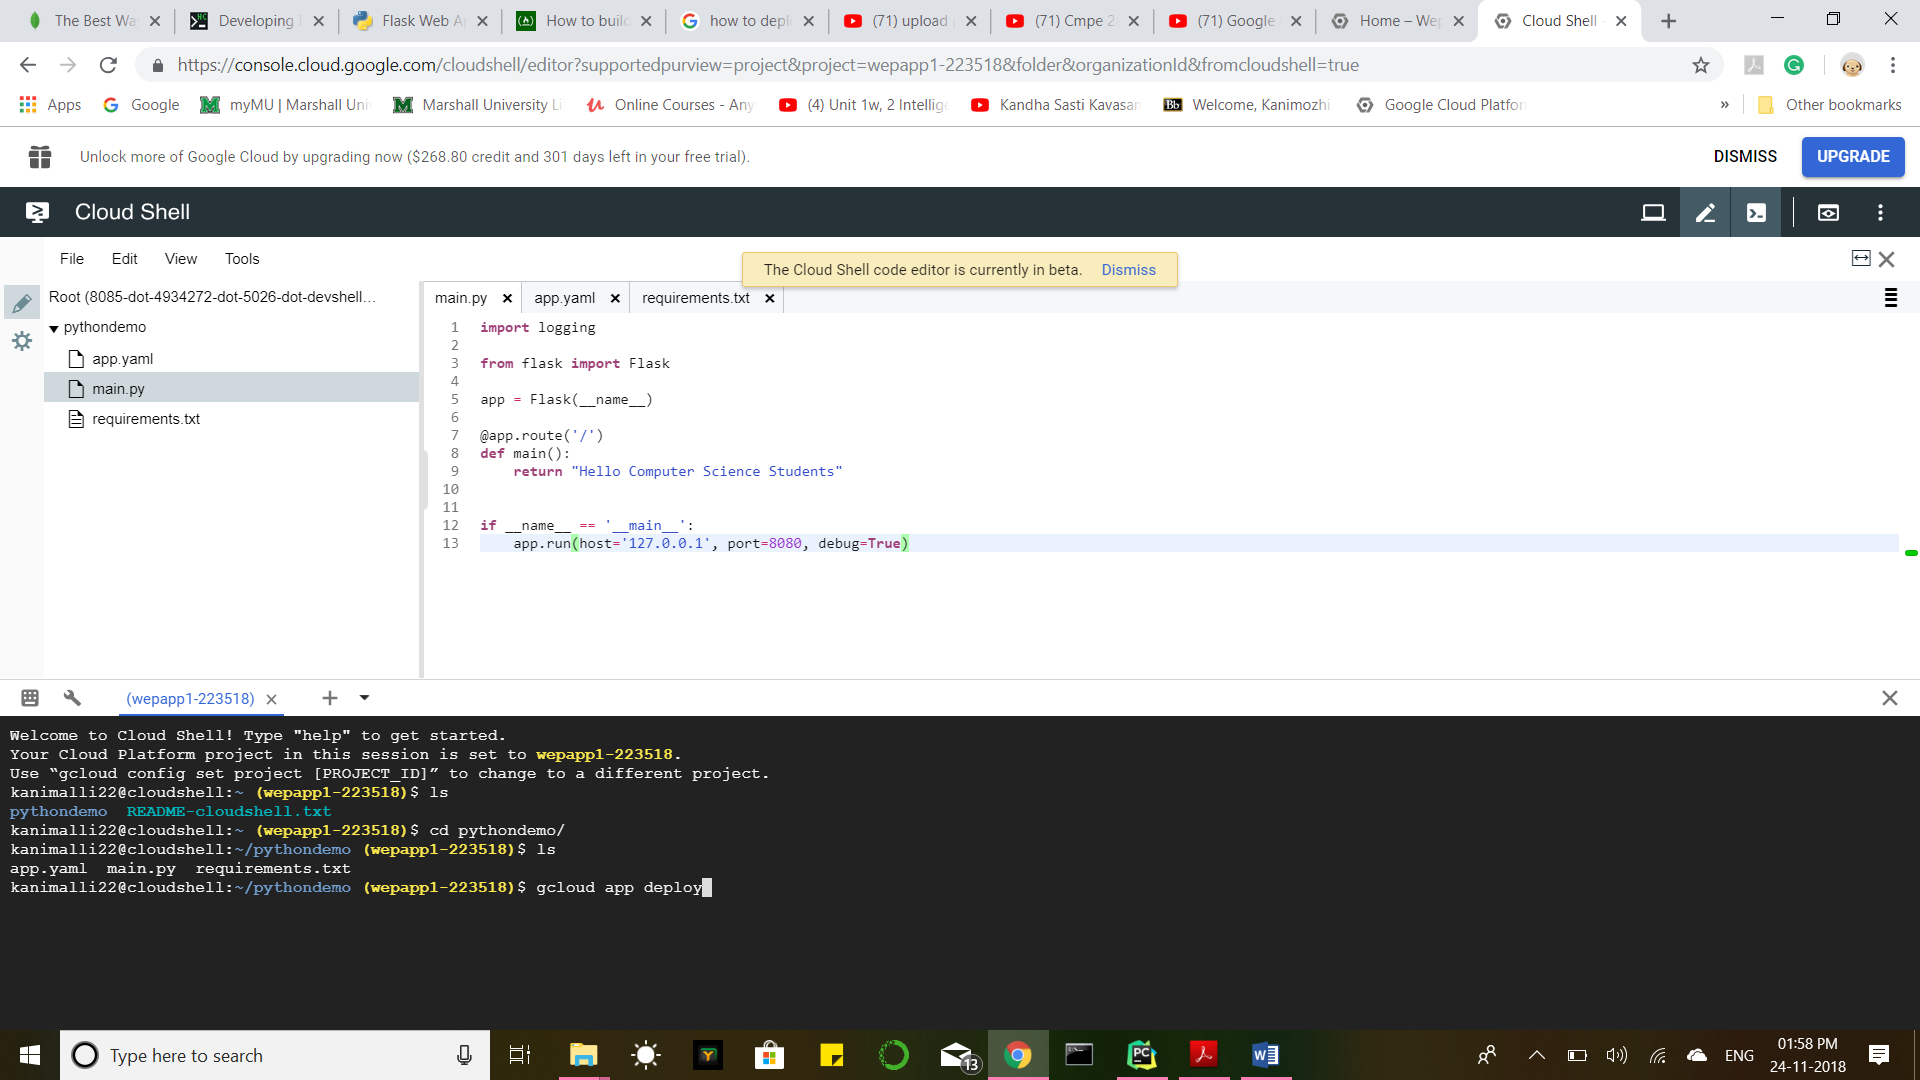 The Best Wa
Developing
Flask Web A
How to build
how to depl
(71) upload
(71) Cmpe 2
(71) Google
Home – Wep
Cloud Shell
https://console.cloud.google.com/cloudshell/editor?supportedpurview=project&project=wepapp1-223518&folder&organizationId&fromcloudshell=true
Apps
Google
myMU | Marshall Uni
Marshall University Li
Online Courses - Any
(4) Unit 1w, 2 Intellig
Kandha Sasti Kavasam
Bb Welcome, Kanimozhi
Google Cloud Platfor
»
Other bookmarks
Unlock more of Google Cloud by upgrading now ($268.80 credit and 301 days left in your free trial).
DISMISS
UPGRADE
Cloud Shell
File Edit View Tools
The Cloud Shell code editor is currently in beta. Dismiss
Root (8085-dot-4934272-dot-5026-dot-devshell...
pythondemo
app.yaml
main.py
requirements.txt
main.py
app.yaml
requirements.txt
1 import logging
2
3 from flask import Flask
4
5 app = Flask(__name__)
6
7 @app.route('/')
8 def main():
9 return "Hello Computer Science Students"
10
11
12 if __name__ == '__main__':
13 app.run(host='127.0.0.1', port=8080, debug=True)
(wepapp1-223518)
Welcome to Cloud Shell! Type "help" to get started.
Your Cloud Platform project in this session is set to wepapp1-223518.
Use “gcloud config set project [PROJECT_ID]” to change to a different project.
kanimalli22@cloudshell:~ (wepapp1-223518)$ ls
pythondemo README-cloudshell.txt
kanimalli22@cloudshell:~ (wepapp1-223518)$ cd pythondemo/
kanimalli22@cloudshell:~/pythondemo (wepapp1-223518)$ ls
app.yaml main.py requirements.txt
kanimalli22@cloudshell:~/pythondemo (wepapp1-223518)$ gcloud app deploy
Type here to search
13
ENG
01:58 PM
24-11-2018